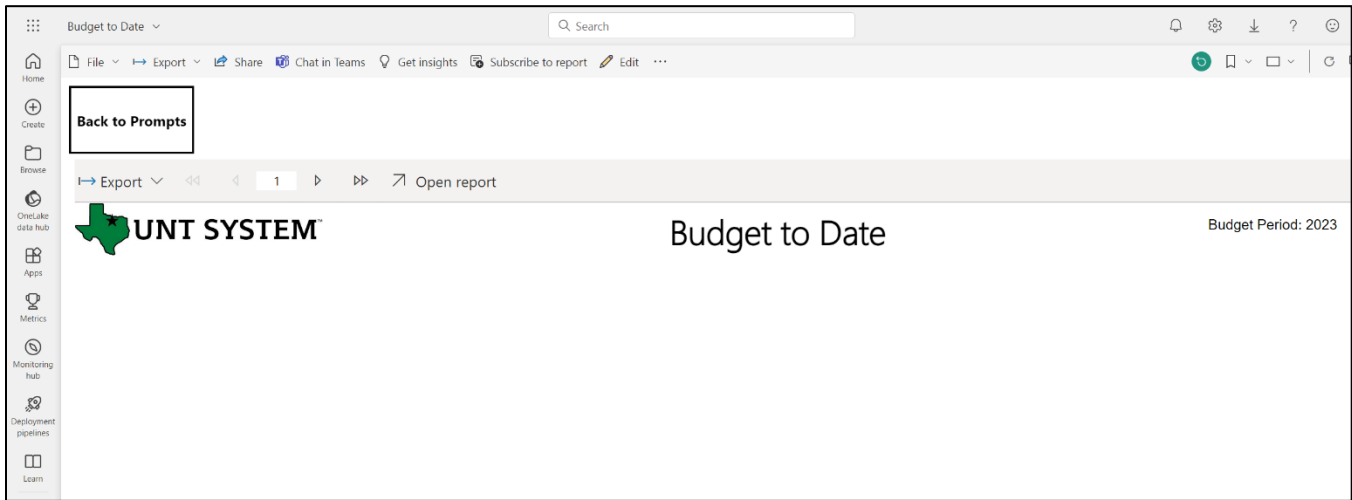 Budget to Date
Search
?
Home
Create
Browse
OneLake
data hub
Apps
Metrics
Monitoring
hub
Deployment
pipelines
Learn
File
Export
Share
Chat in Teams
Get insights
Subscribe to report
Edit
...
Back to Prompts
Export
1
Open report
UNT SYSTEM™
Budget to Date
Budget Period: 2023